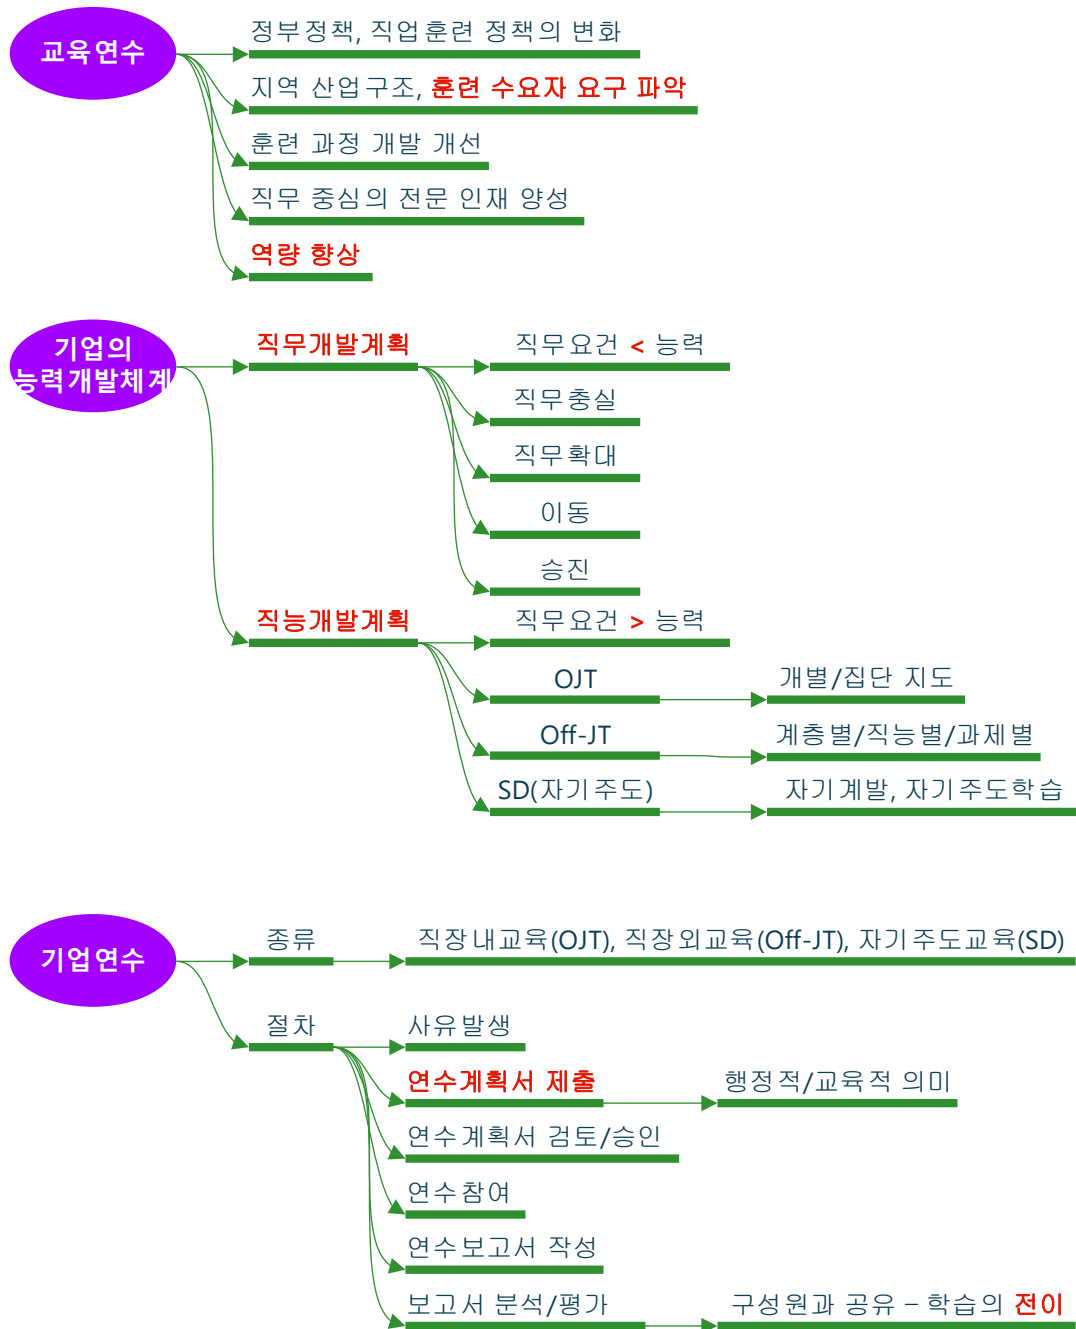 교육연수
정부정책, 직업훈련 정책의 변화
지역 산업구조, 훈련 수요자 요구 파악
훈련 과정 개발 개선
직무 중심의 전문 인재 양성
역량 향상
기업의
능력개발체계
직무개발계획
직무요건 < 능력
직무충실
직무확대
이동
승진
직능개발계획
직무요건 > 능력
OJT
개별/집단 지도
Off-JT
계층별/직능별/과제별
SD(자기주도)
자기계발, 자기주도학습
기업연수
종류
직장내교육(OJT), 직장외교육(Off-JT), 자기주도교육(SD)
절차
사유발생
연수계획서 제출
행정적/교육적 의미
연수계획서 검토/승인
연수참여
연수보고서 작성
보고서 분석/평가
구성원과 공유 – 학습의 전이